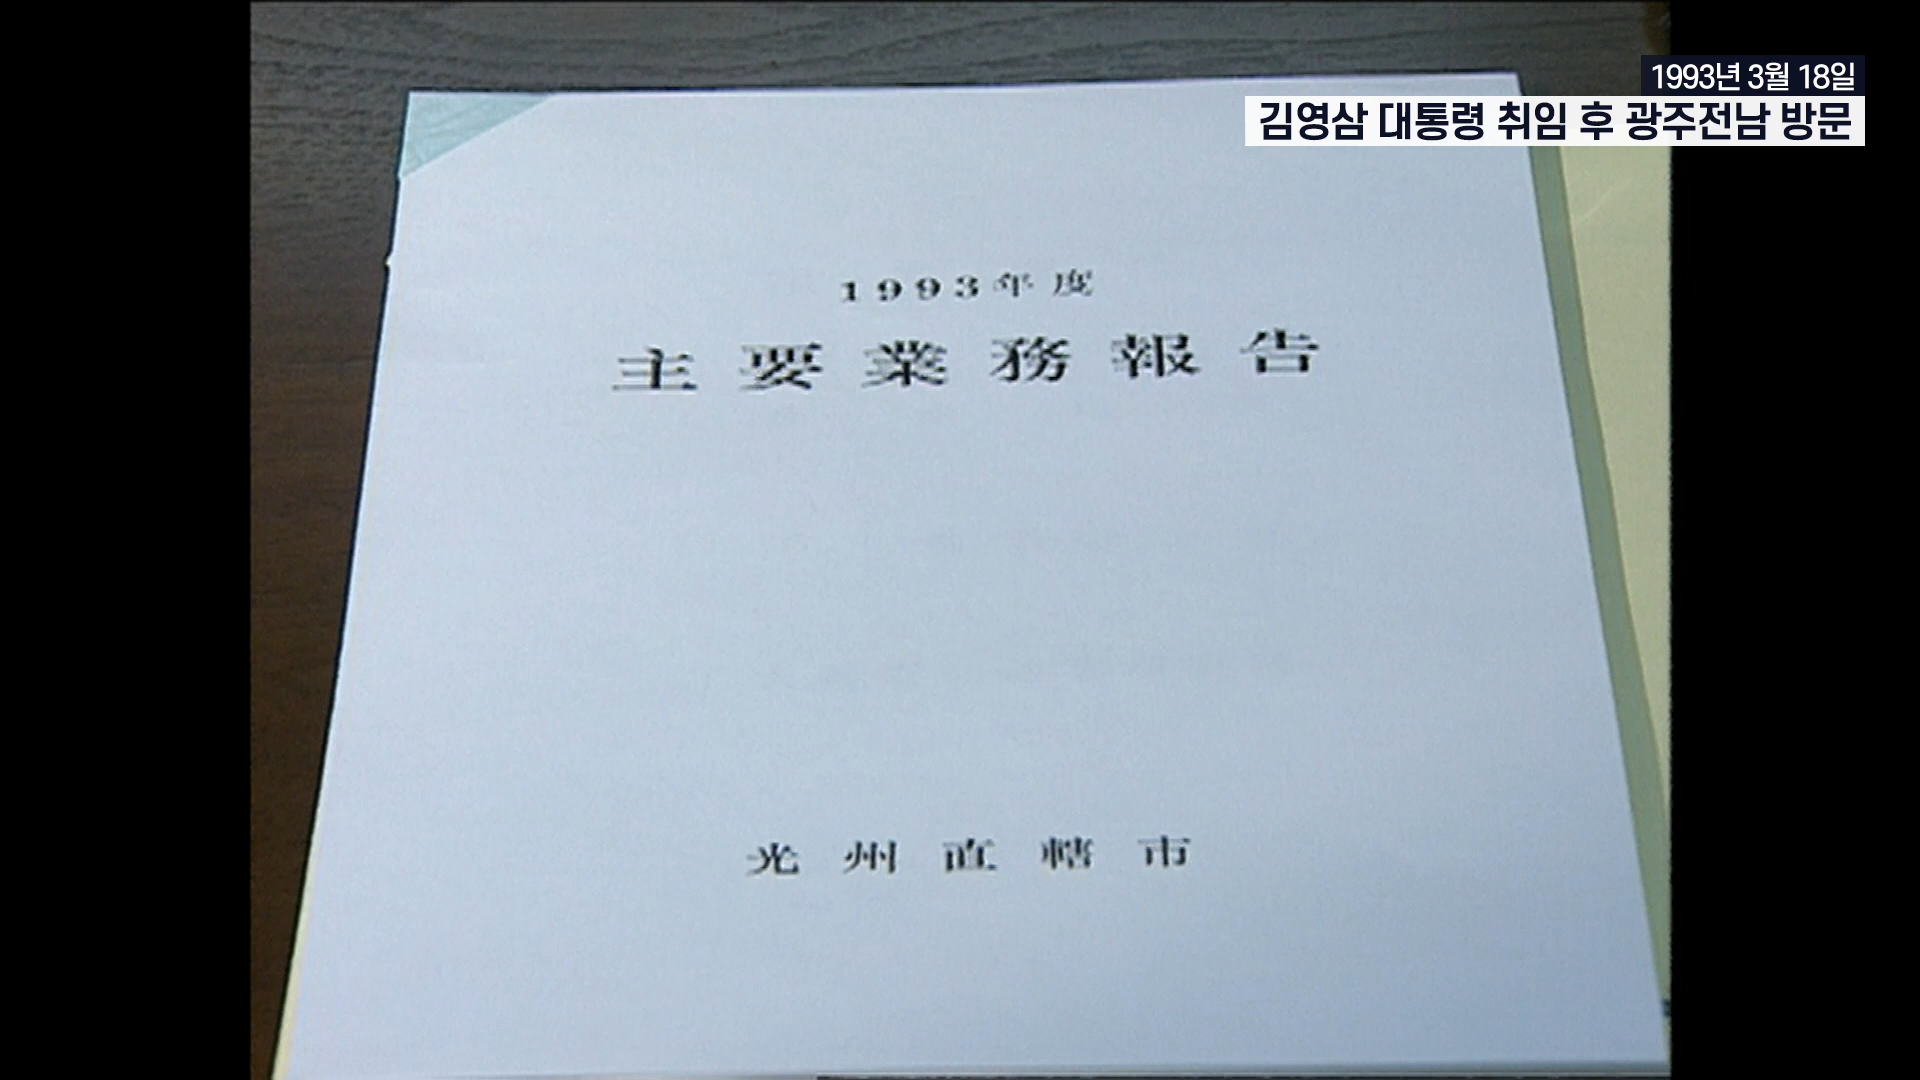 1993년 3월 18일
김영삼 대통령 취임 후 광주전남 방문
1993年度
主要業務報告
光州直轄市